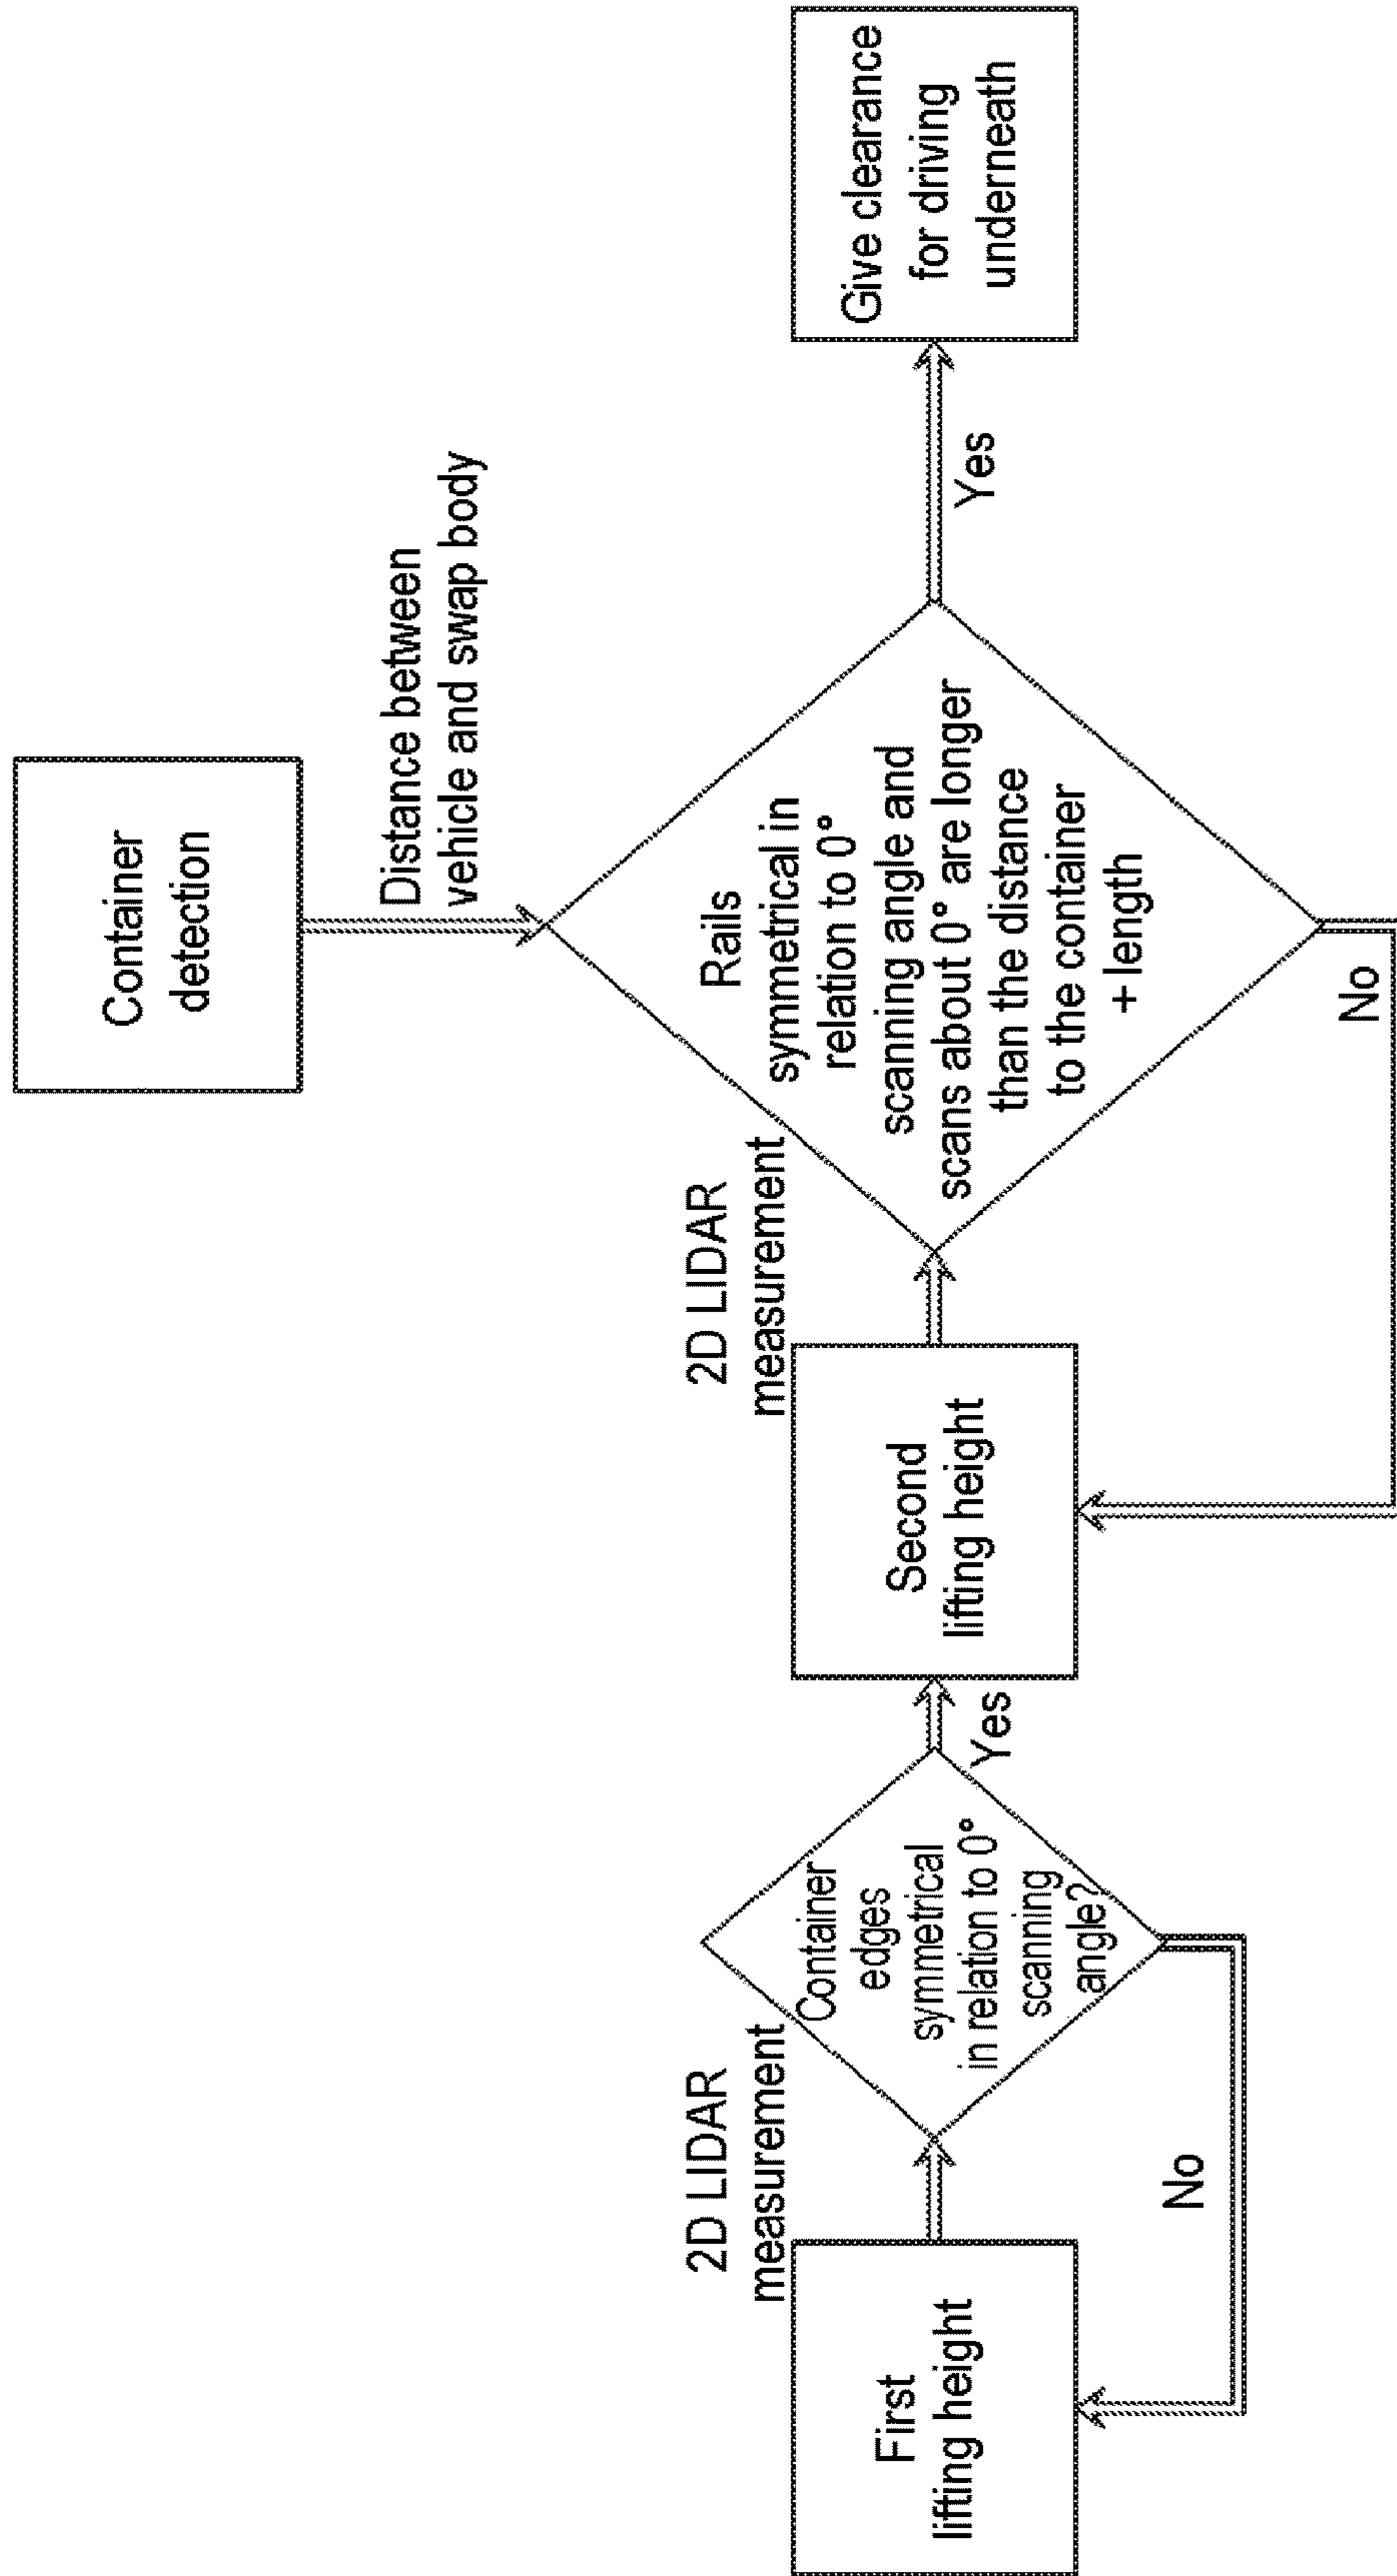 First
lifting height
2D LIDAR
measurement
Container
edges
symmetrical
in relation to 0°
scanning
angle?
No
Yes
Second
lifting height
2D LIDAR
measurement
Container
detection
Distance between
vehicle and swap body
Rails
symmetrical in
relation to 0°
scanning angle and
scans about 0° are longer
than the distance
to the container
+ length
No
Yes
Give clearance
for driving
underneath